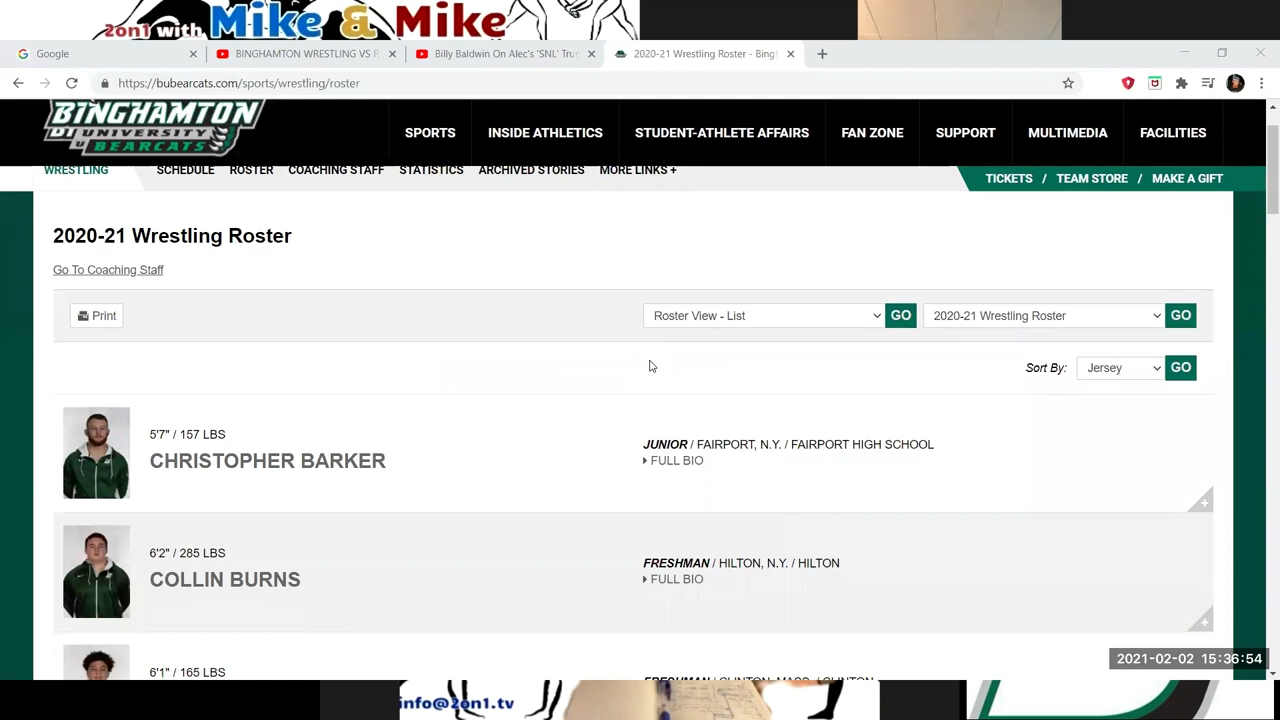 2on1 with Mike & Mike
Google
BINGHAMTON WRESTLING VS R
Billy Baldwin On Alec's 'SNL' Tru
2020-21 Wrestling Roster - Bing
https://bubearcats.com/sports/wrestling/roster
BINGHAMTON
UNIVERSITY
BEARCATS
SPORTS
INSIDE ATHLETICS
STUDENT-ATHLETE AFFAIRS
FAN ZONE
SUPPORT
MULTIMEDIA
FACILITIES
WRESTLING
SCHEDULE
ROSTER
COACHING STAFF
STATISTICS
ARCHIVED STORIES
MORE LINKS +
TICKETS / TEAM STORE / MAKE A GIFT
2020-21 Wrestling Roster
Go To Coaching Staff
Print
Roster View - List
GO
2020-21 Wrestling Roster
GO
Sort By:
Jersey
GO
5'7" / 157 LBS
CHRISTOPHER BARKER
JUNIOR / FAIRPORT, N.Y. / FAIRPORT HIGH SCHOOL
FULL BIO
6'2" / 285 LBS
COLLIN BURNS
FRESHMAN / HILTON, N.Y. / HILTON
FULL BIO
6'1" / 165 LBS
FRESHMAN / CLINTON, MASS. / CLINTON
2021-02-02 15:36:54
info@2on1.tv